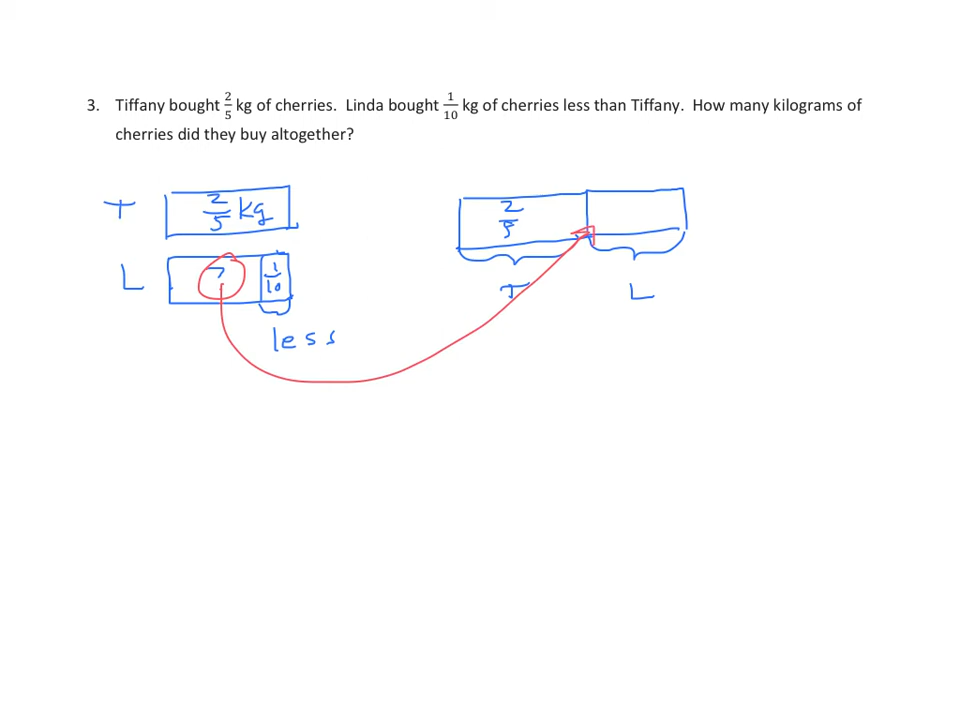 3. Tiffany bought 2/5 kg of cherries. Linda bought 1/10 kg of cherries less than Tiffany. How many kilograms of
cherries did they buy altogether?
T 2/5 kg
2/5
L ? 1/10
T L
less